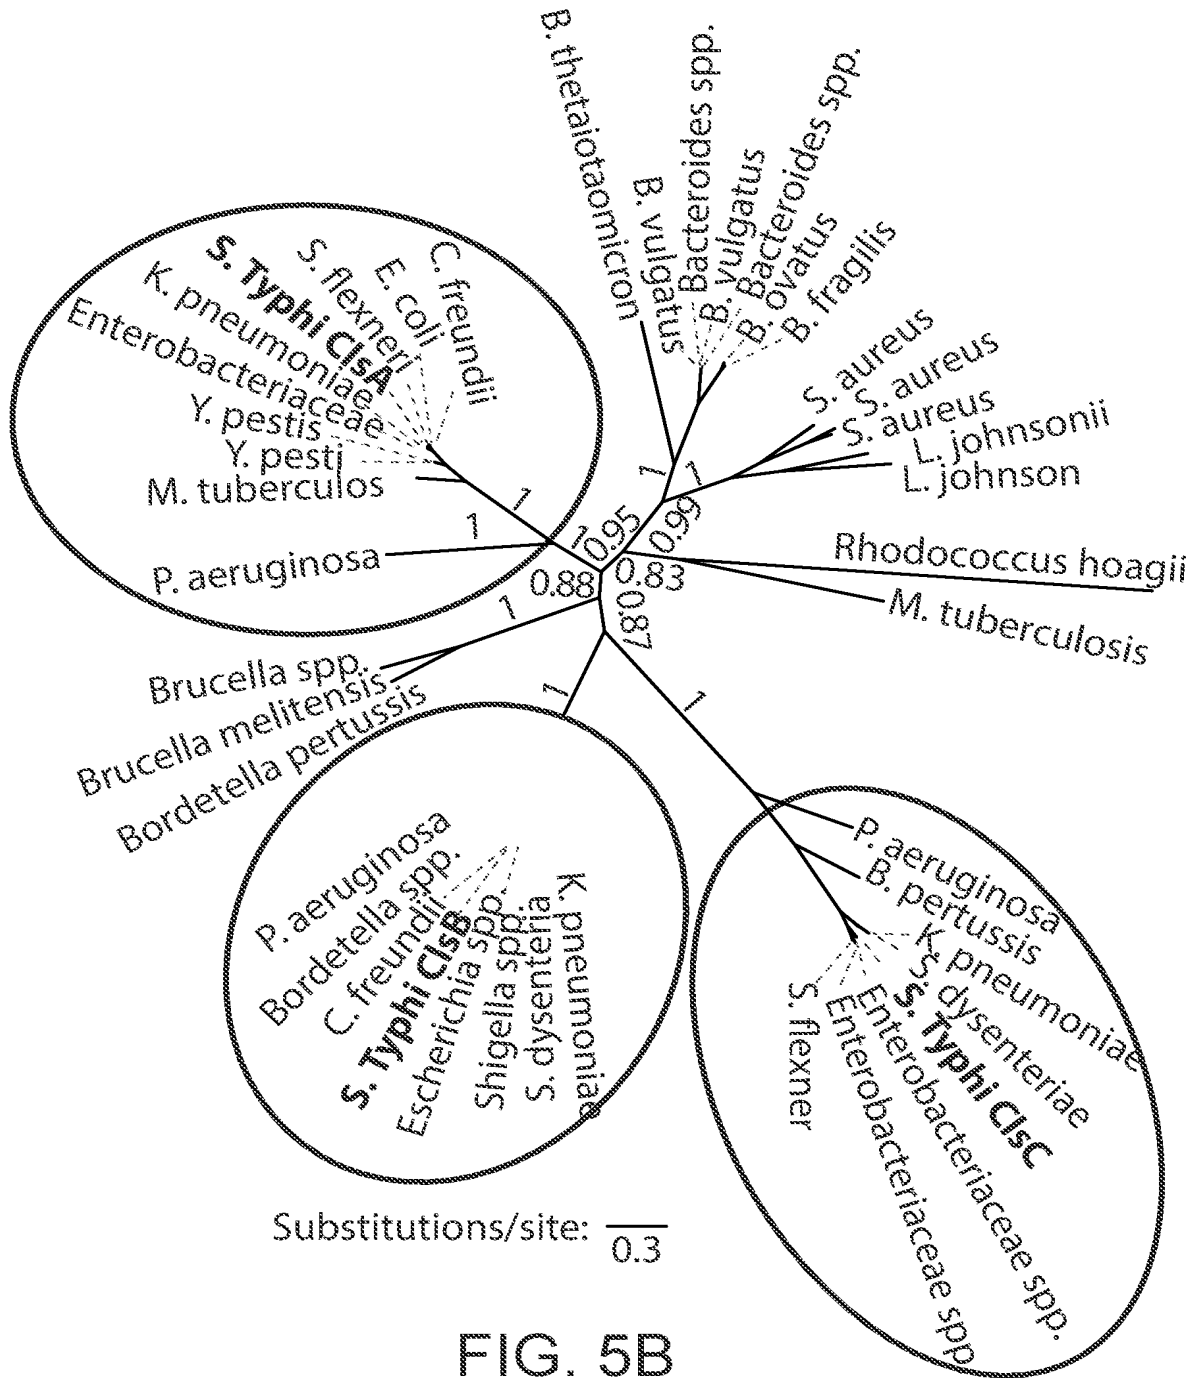 B. thetaiotaomicron
B. vulgatus
Bacteroides spp.
B. vulgatus
Bacteroides spp.
B. ovatus
B. fragilis
S. aureus
S. aureus
S. aureus
L. johnsonii
L. johnson
Rhodococcus hoagii
M. tuberculosis
C. freundii
E. coli
S. flexneri
S. Typhi ClsA
K. pneumoniae
Enterobacteriaceae
Y. pestis
Y. pesti
M. tuberculos
P. aeruginosa
1
1
1
0.95
1
1
0.99
0.83
0.88
0.87
1
1
1
Brucella spp.
Brucella melitensis
Bordetella pertussis
P. aeruginosa
Bordetella spp.
C. freundii
S. Typhi ClsB
Escherichia spp.
Shigella spp.
S. dysenteria
K. pneumoniae
P. aeruginosa
B. pertussis
K. pneumoniae
S. dysenteriae
S. Typhi ClsC
Enterobacteriaceae spp.
Enterobacteriaceae spp
S. flexner
Substitutions/site:
0.3
FIG. 5B